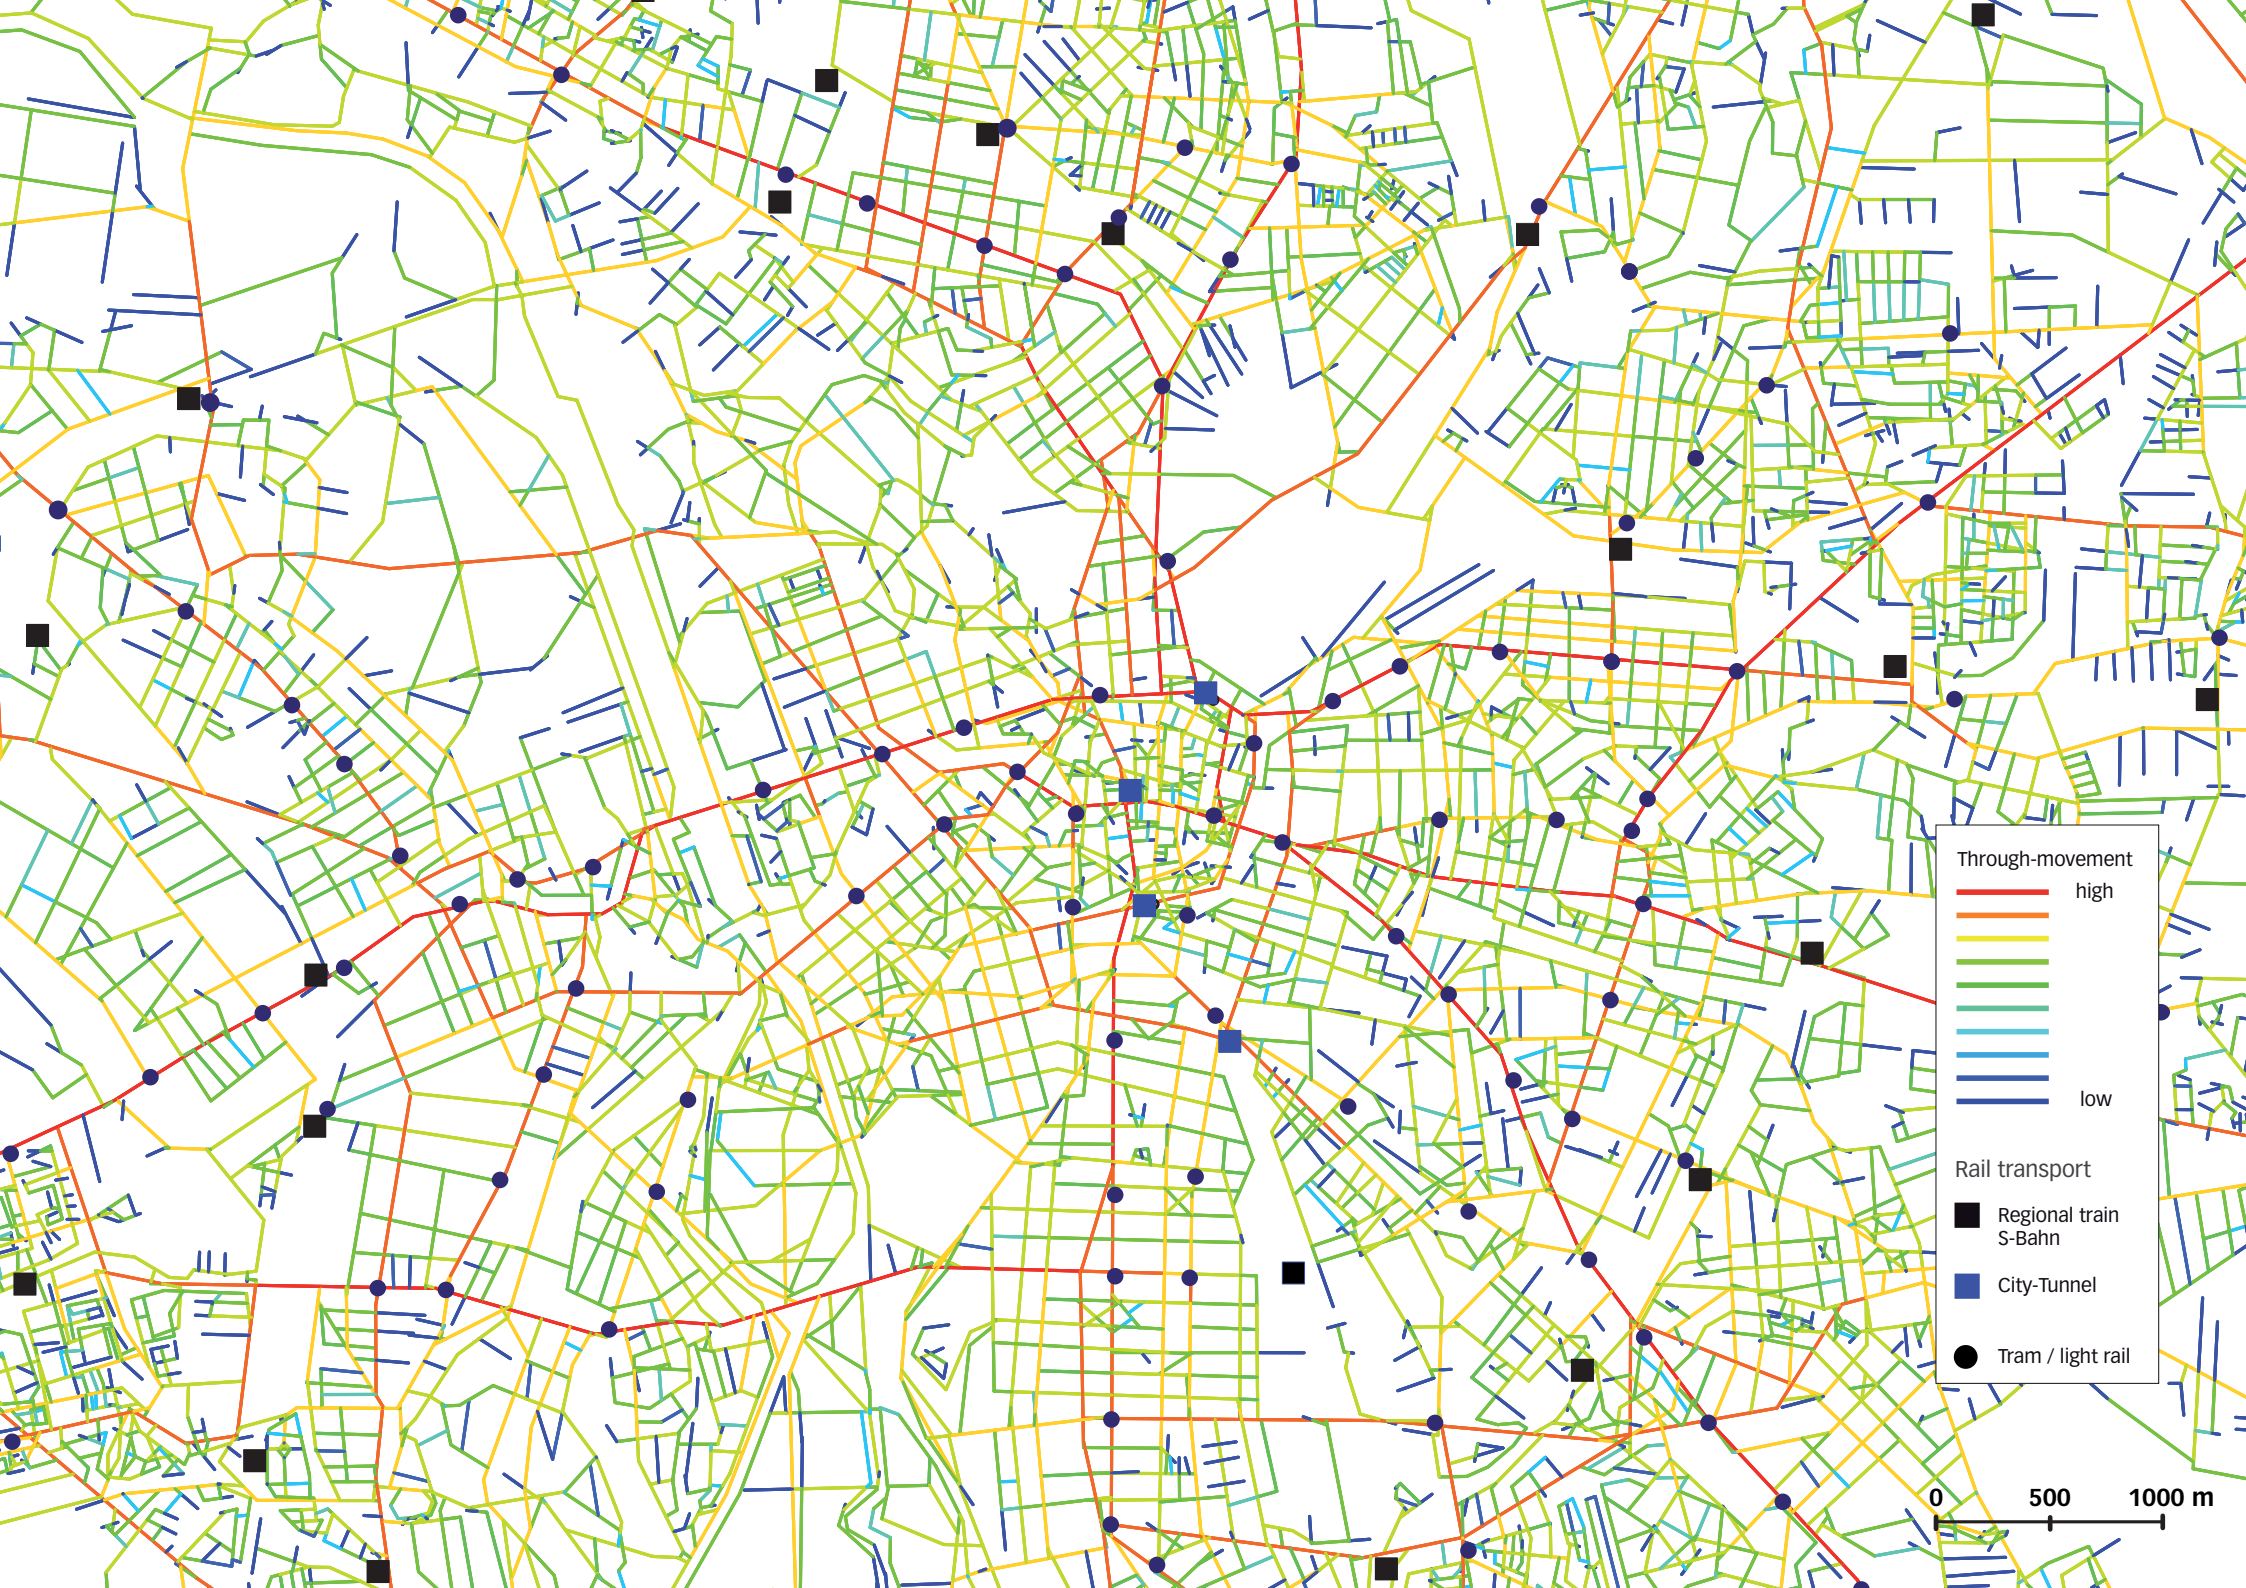 Through-movement
high
low
Rail transport
Regional train
S-Bahn
City-Tunnel
Tram / light rail
0 500 1000 m